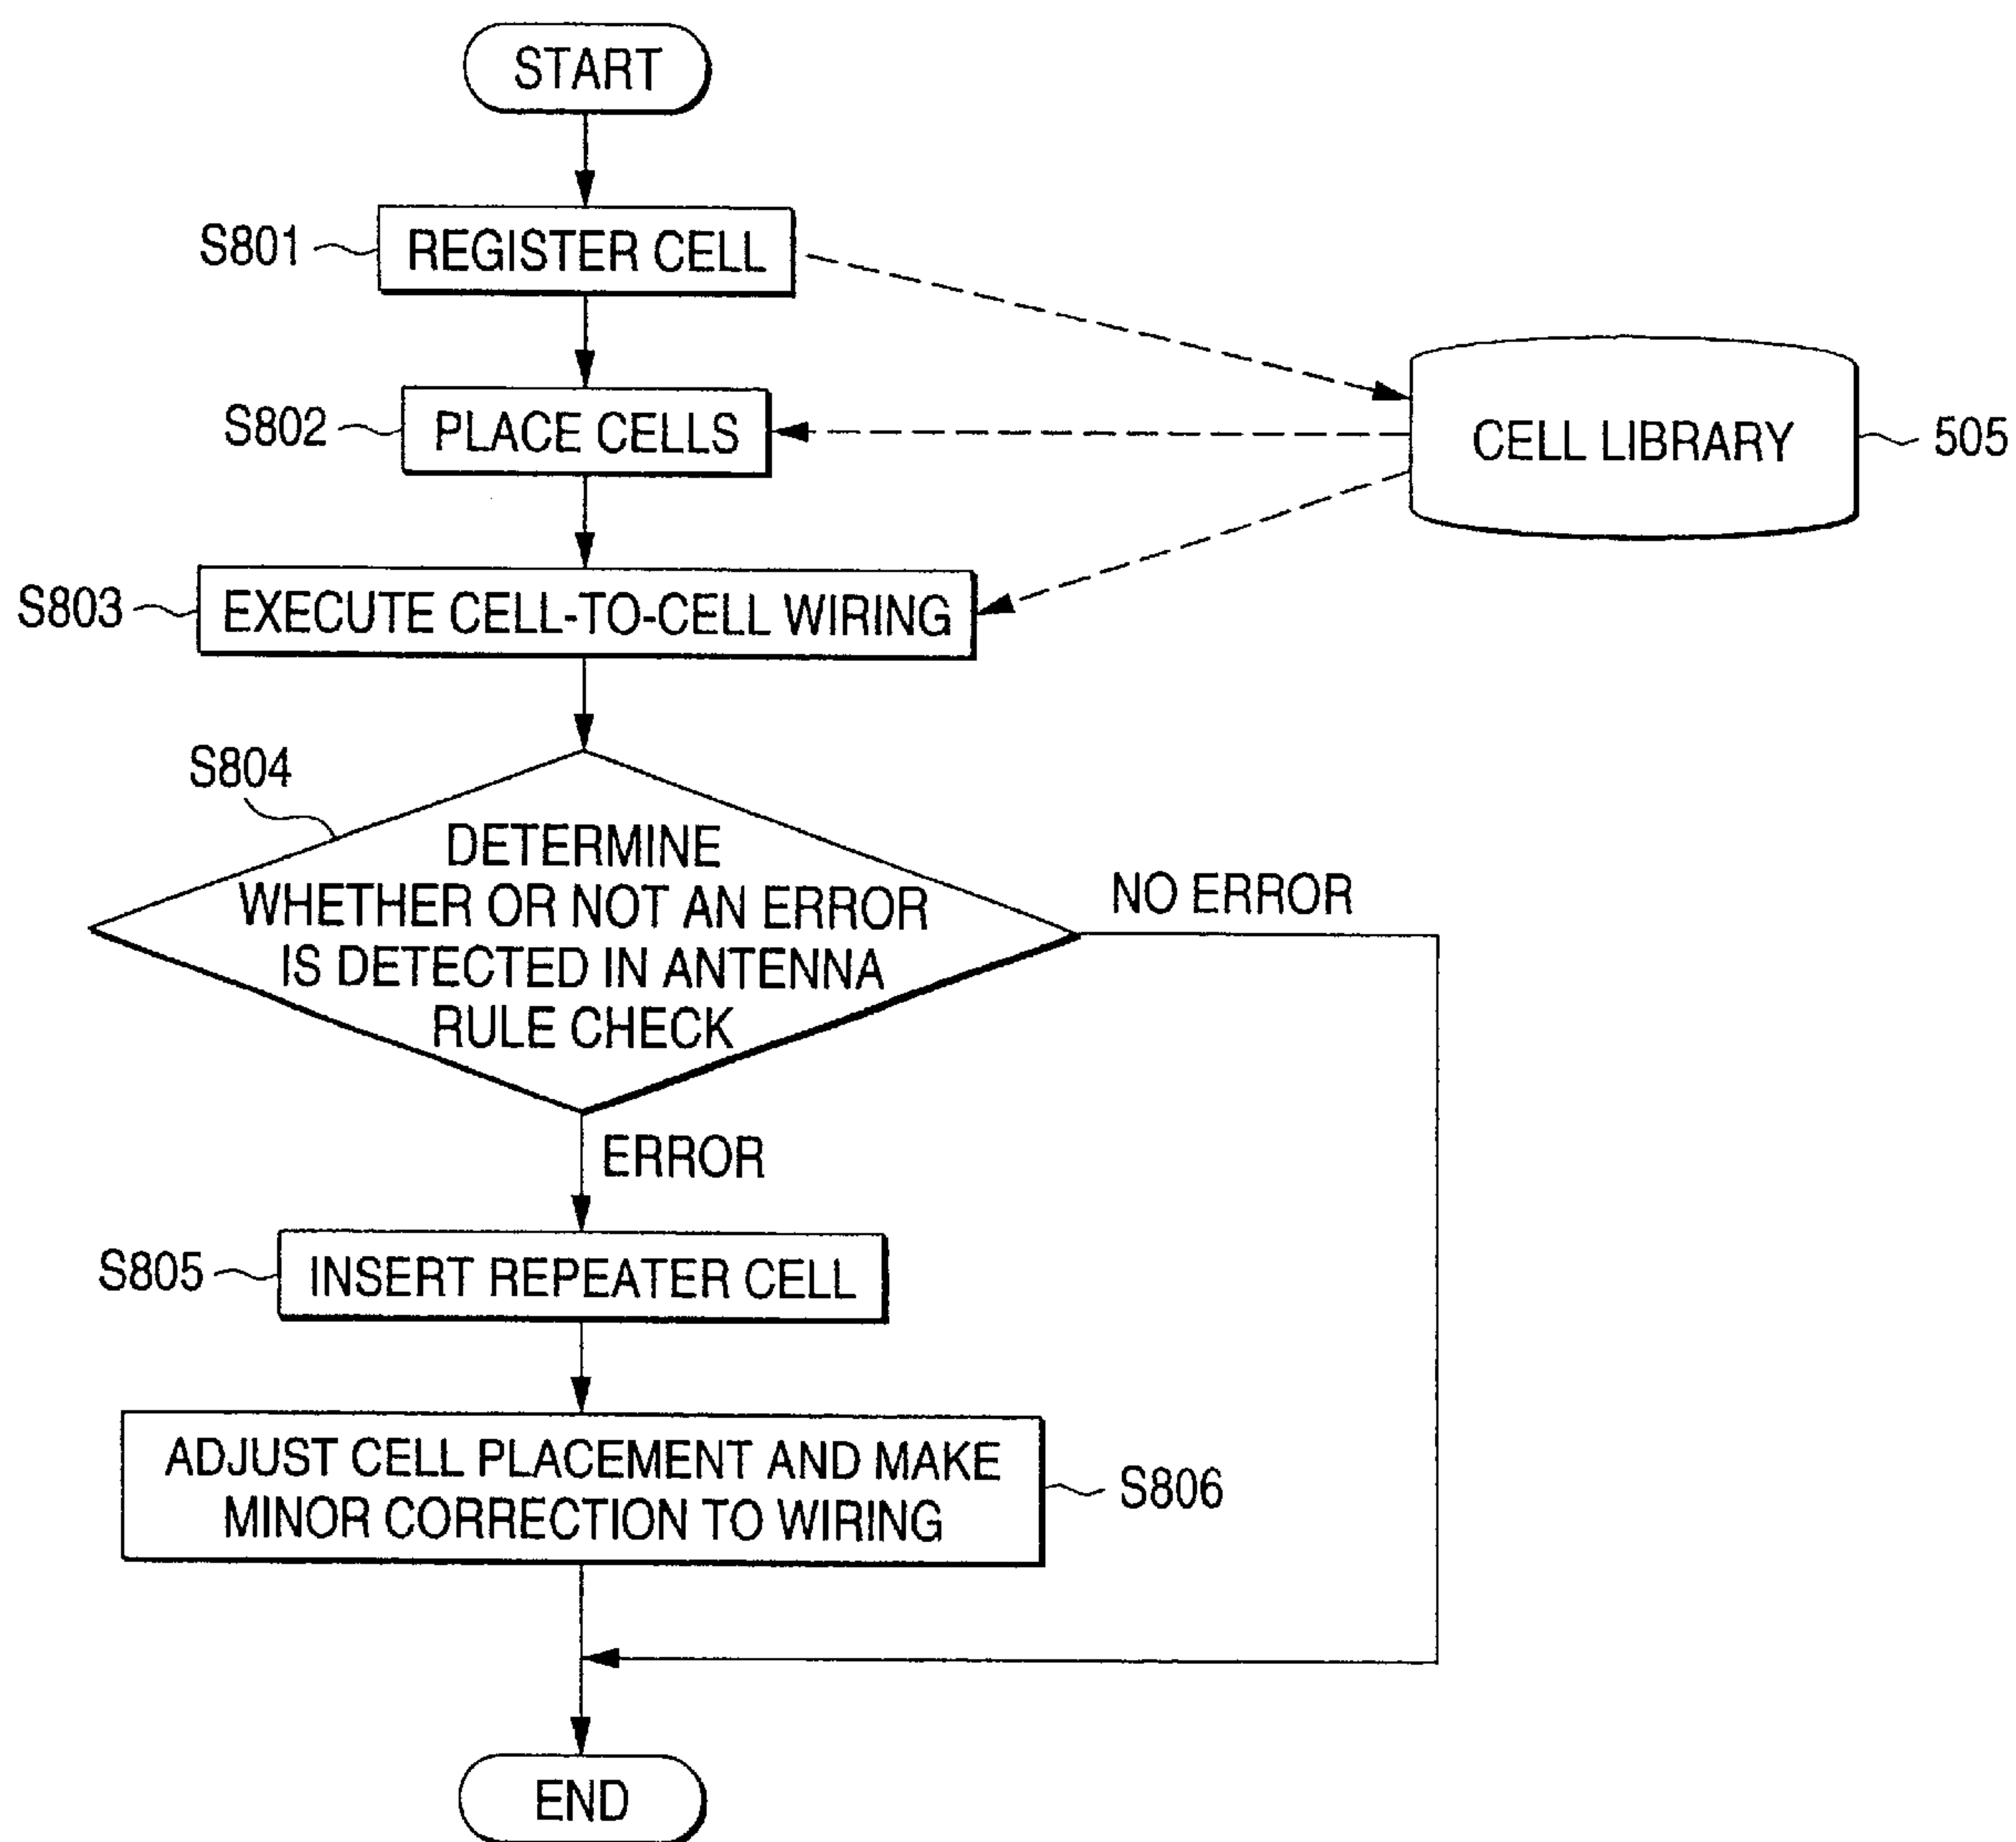 START
S801
REGISTER CELL
S802
PLACE CELLS
CELL LIBRARY
505
S803
EXECUTE CELL-TO-CELL WIRING
S804
DETERMINE
WHETHER OR NOT AN ERROR
IS DETECTED IN ANTENNA
RULE CHECK
NO ERROR
ERROR
S805
INSERT REPEATER CELL
ADJUST CELL PLACEMENT AND MAKE
MINOR CORRECTION TO WIRING
S806
END